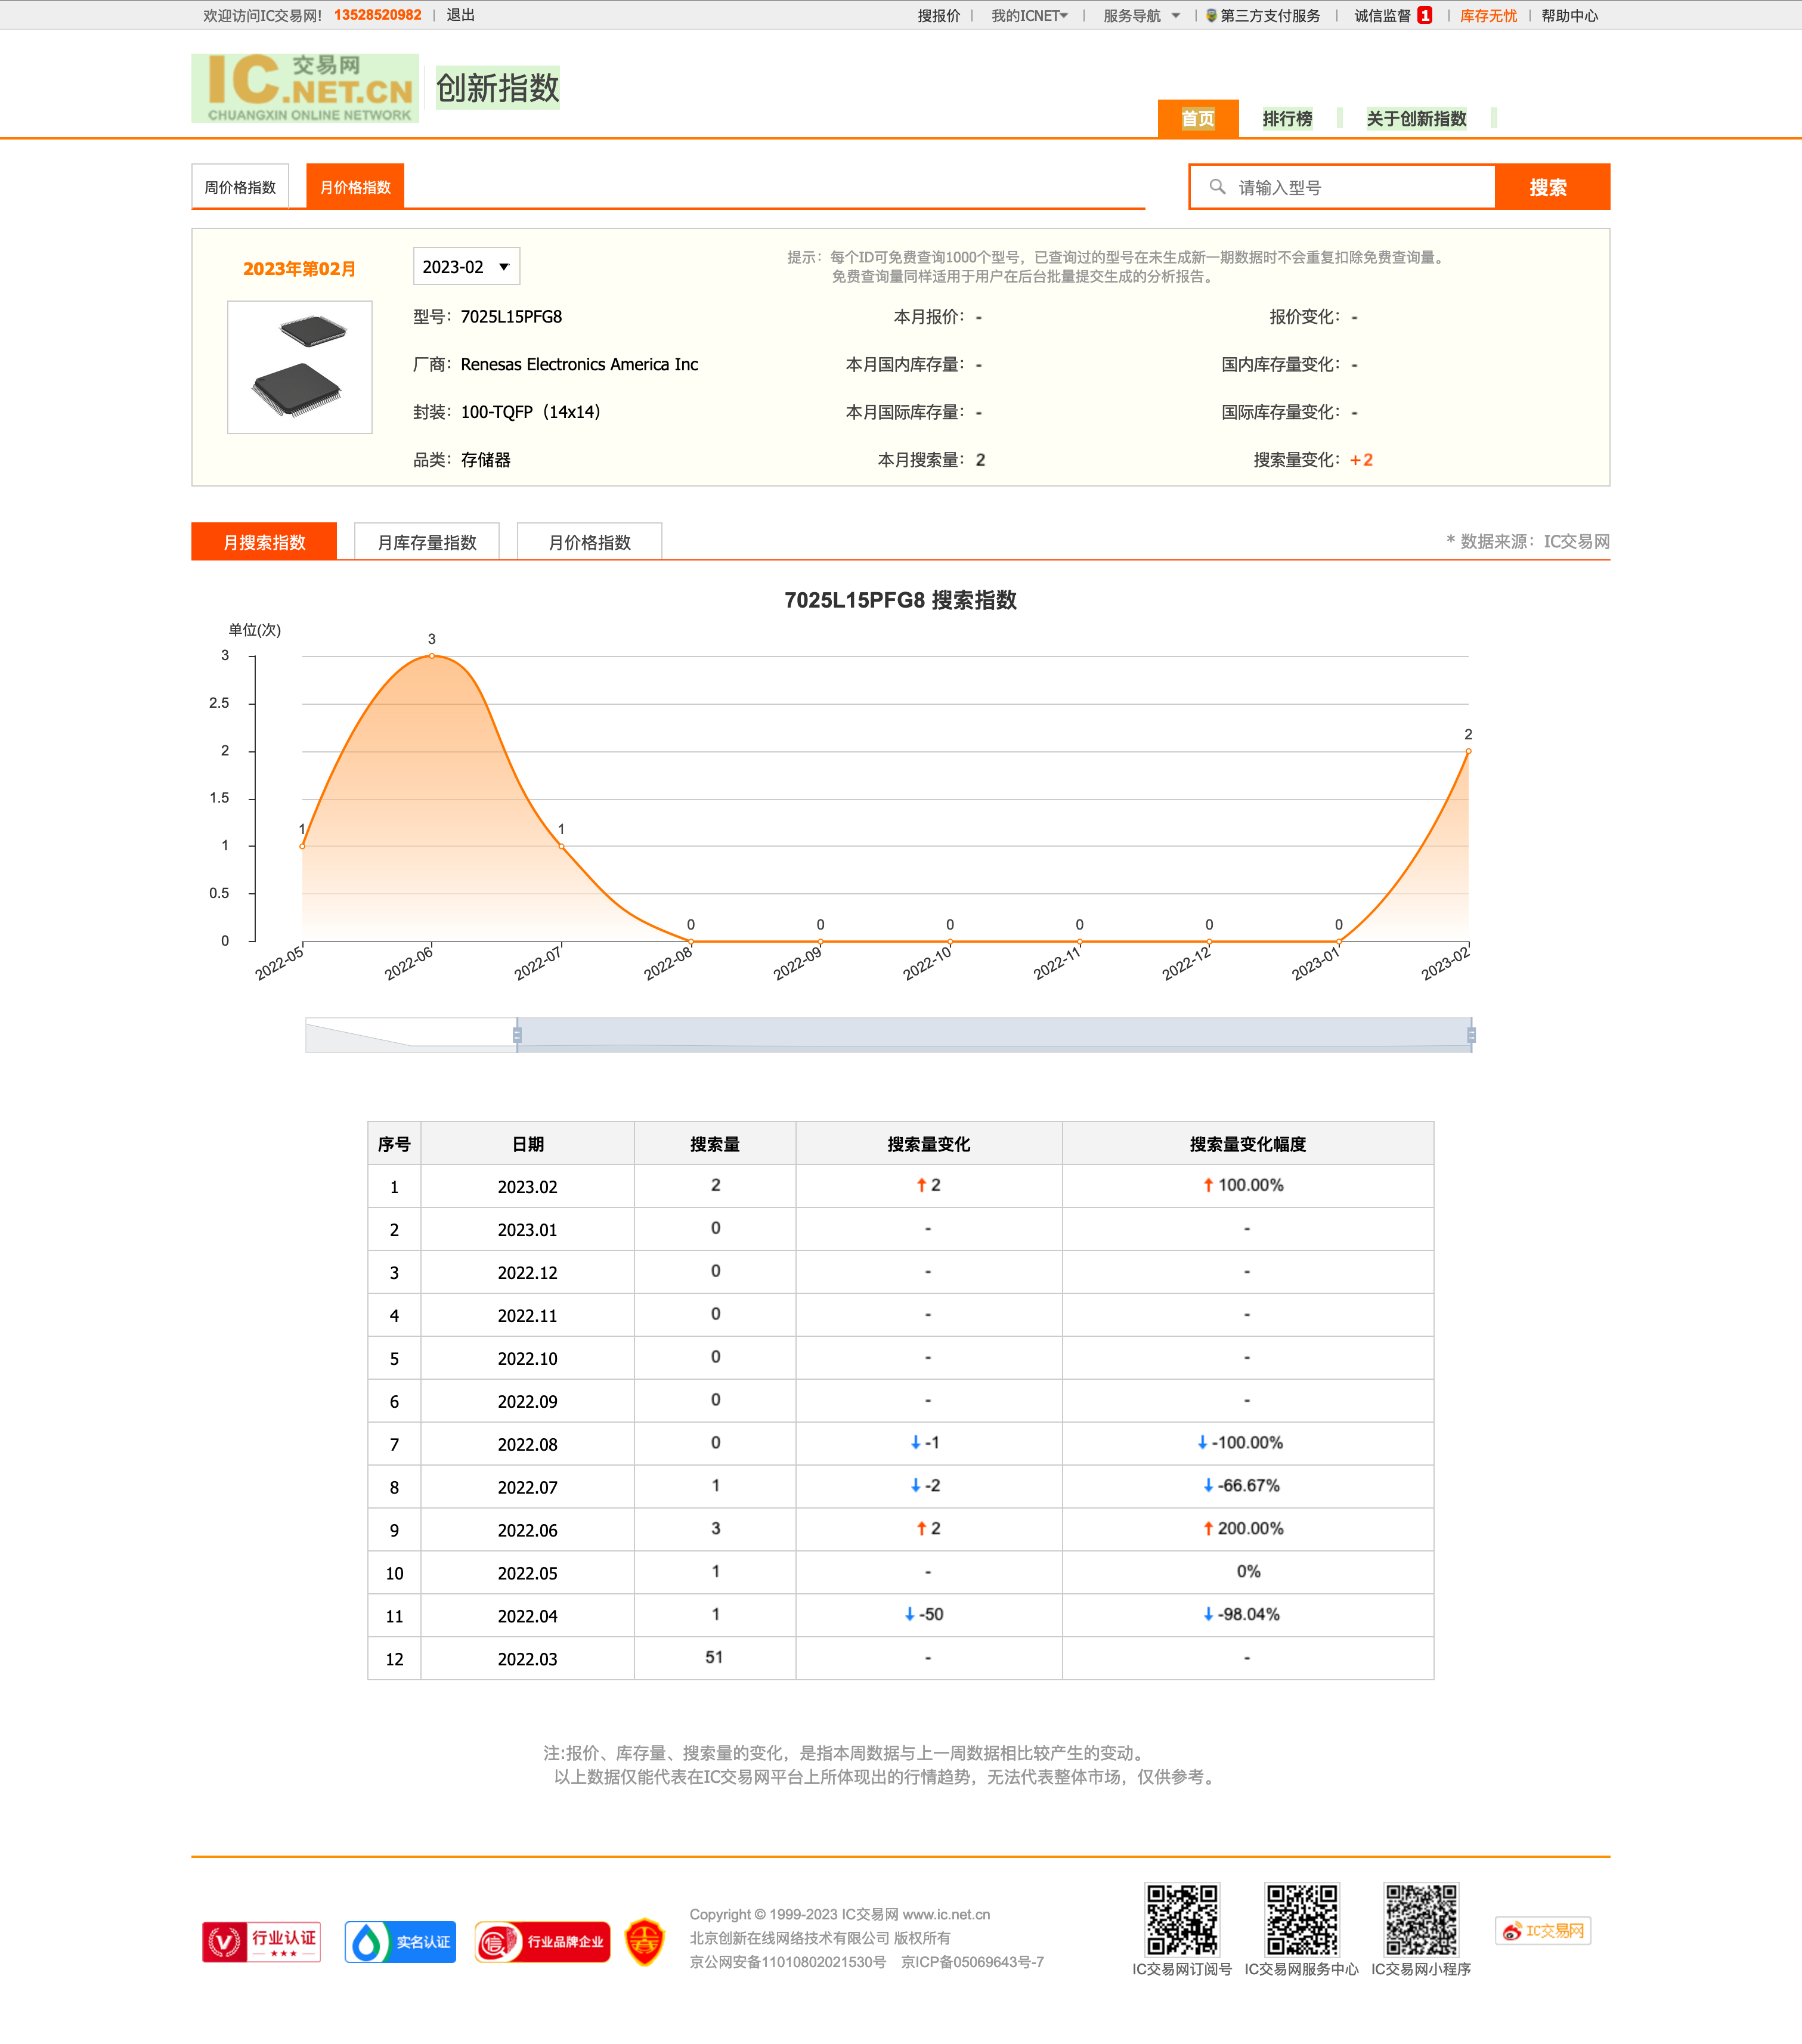 欢迎访问IC交易网! 13528520982 | 退出 搜报价 | 我的ICNET | 服务导航 | 第三方支付服务 | 诚信监督 1 | 库存无忧 | 帮助中心
IC 交易网 .NET.CN
CHUANGXIN ONLINE NETWORK
创新指数
首页 排行榜 关于创新指数
周价格指数 月价格指数 请输入型号 搜索
2023年第02月 2023-02 提示：每个ID可免费查询1000个型号，已查询过的型号在未生成新一期数据时不会重复扣除免费查询量。
免费查询量同样适用于用户在后台批量提交生成的分析报告。
型号：7025L15PFG8 本月报价：- 报价变化：-
厂商：Renesas Electronics America Inc 本月国内库存量：- 国内库存量变化：-
封装：100-TQFP（14x14） 本月国际库存量：- 国际库存量变化：-
品类：存储器 本月搜索量：2 搜索量变化：+2
月搜索指数 月库存量指数 月价格指数 * 数据来源：IC交易网
7025L15PFG8 搜索指数
单位(次)
3
2.5
2
1.5
1
0.5
0
1 3 1 0 0 0 0 0 0 2
2022-05 2022-06 2022-07 2022-08 2022-09 2022-10 2022-11 2022-12 2023-01 2023-02
序号 日期 搜索量 搜索量变化 搜索量变化幅度
1 2023.02 2 ↑2 ↑100.00%
2 2023.01 0 - -
3 2022.12 0 - -
4 2022.11 0 - -
5 2022.10 0 - -
6 2022.09 0 - -
7 2022.08 0 ↓-1 ↓-100.00%
8 2022.07 1 ↓-2 ↓-66.67%
9 2022.06 3 ↑2 ↑200.00%
10 2022.05 1 - 0%
11 2022.04 1 ↓-50 ↓-98.04%
12 2022.03 51 - -
注:报价、库存量、搜索量的变化，是指本周数据与上一周数据相比较产生的变动。
以上数据仅能代表在IC交易网平台上所体现出的行情趋势，无法代表整体市场，仅供参考。
行业认证
实名认证
信 行业品牌企业
Copyright © 1999-2023 IC交易网 www.ic.net.cn
北京创新在线网络技术有限公司 版权所有
京公网安备11010802021530号 京ICP备05069643号-7
IC交易网订阅号 IC交易网服务中心 IC交易网小程序
IC交易网